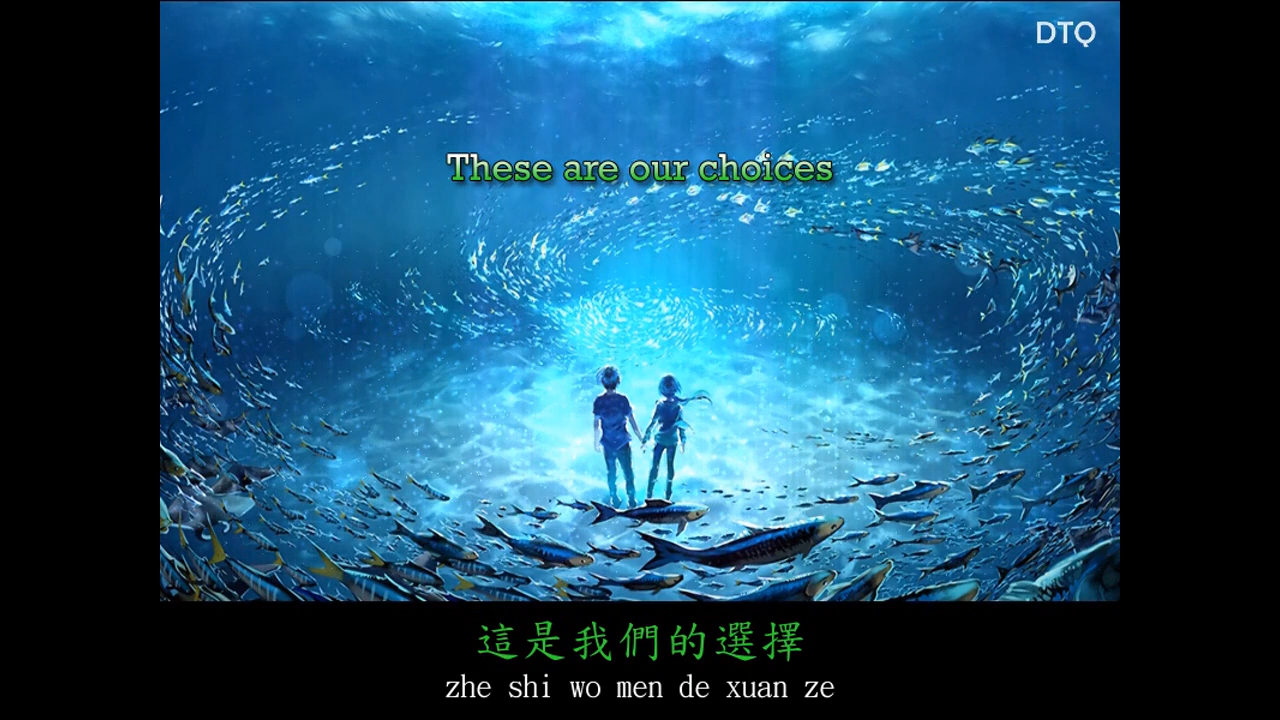 DTQ
These are our choices
這是我們的選擇
zhe shi wo men de xuan ze